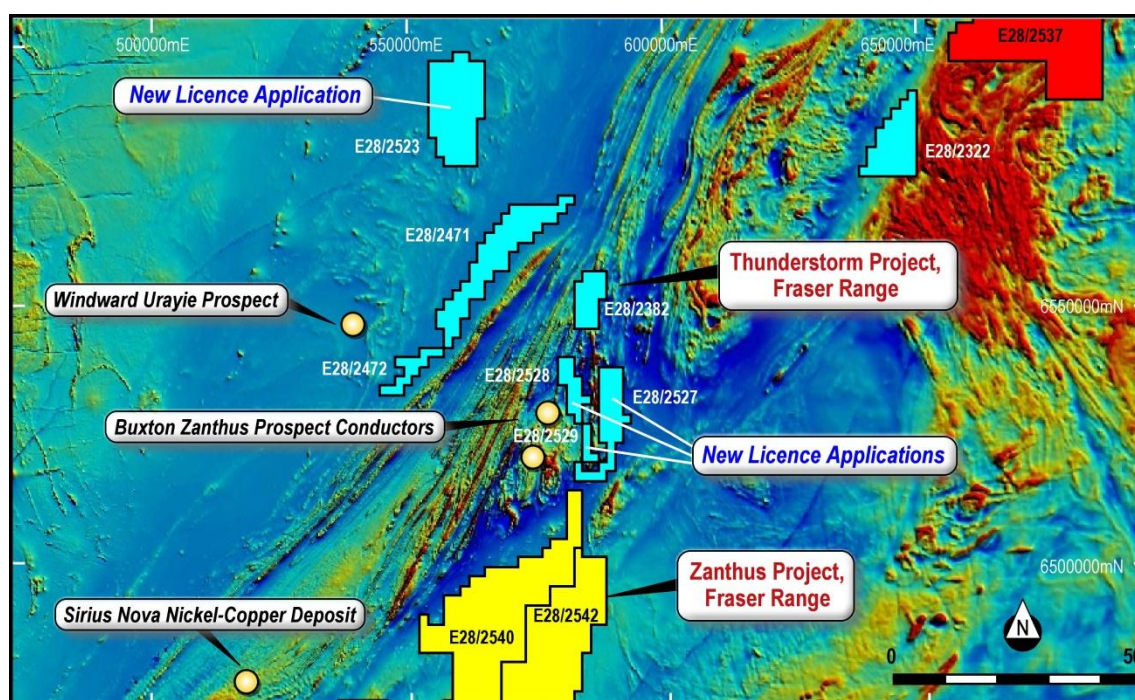 500000mE
550000mE
600000mE
650000mE
E28/2537
New Licence Application
E28/2523
E28/2322
E28/2471
Thunderstorm Project,
Fraser Range
Windward Urayie Prospect
E28/2382
6550000mN
E28/2472
E28/2528
E28/2527
Buxton Zanthus Prospect Conductors
E28/2529
New Licence Applications
Zanthus Project,
Fraser Range
6500000mN
Sirius Nova Nickel-Copper Deposit
E28/2540
E28/2542
N
0
50